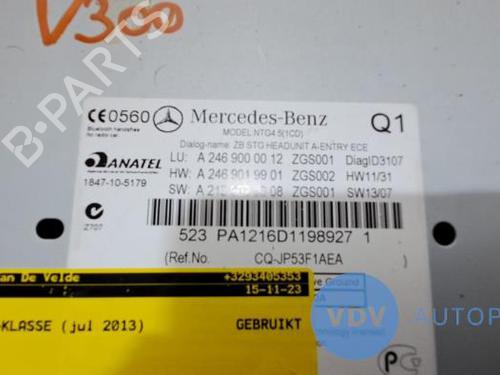 V300
B-PARTS
CE0560 Mercedes-Benz Q1
Bluetooth handsfree
for radio car
MODEL NTG4.5(1CD)
Dialog-name: ZB STG HEADUNIT A-ENTRY ECE
ANATEL
1847-10-5179
LU: A 246 900 00 12 ZGS001 DiagID3107
HW: A 246 901 99 01 ZGS002 HW11/31
SW: 08 ZGS001 SW13/07
Z707
523 PA1216D1198927 1
(Ref.No. CQ-JP53F1AEA )
an De Velde +3293405353
15-11-23
KLASSE (jul 2013) GEBRUIKT
Ground
VDV AUTOP